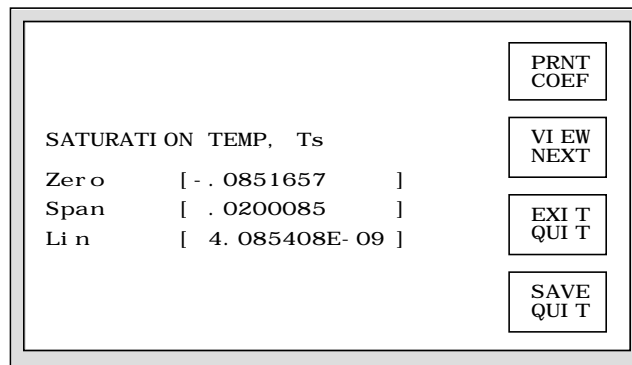 SATURATION TEMP, Ts
Zero [-.0851657 ]
Span [ .0200085 ]
Lin [ 4.085408E-09 ]
PRNT
COEF
VIEW
NEXT
EXIT
QUIT
SAVE
QUIT